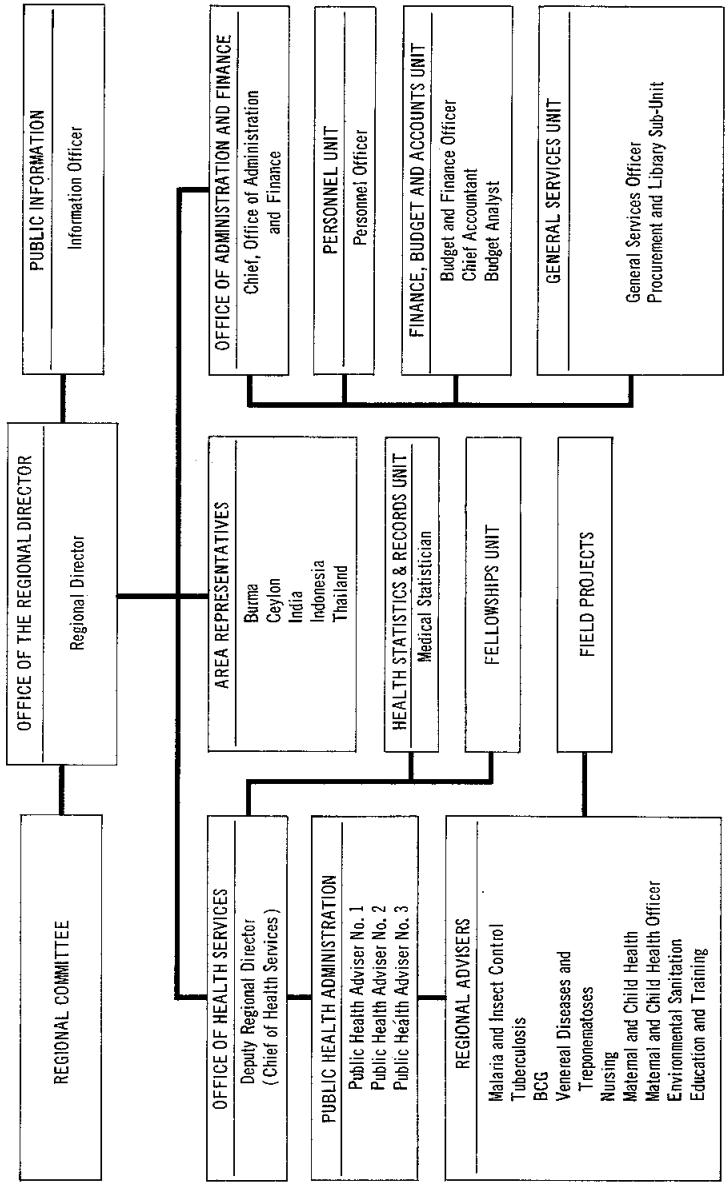 REGIONAL COMMITTEE
OFFICE OF THE REGIONAL DIRECTOR
Regional Director
PUBLIC INFORMATION
Information Officer
OFFICE OF HEALTH SERVICES
Deputy Regional Director
( Chief of Health Services )
PUBLIC HEALTH ADMINISTRATION
Public Health Adviser No. 1
Public Health Adviser No. 2
Public Health Adviser No. 3
REGIONAL ADVISERS
Malaria and Insect Control
Tuberculosis
BCG
Venereal Diseases and
Treponematoses
Nursing
Maternal and Child Health
Maternal and Child Health Officer
Environmental Sanitation
Education and Training
AREA REPRESENTATIVES
Burma
Ceylon
India
Indonesia
Thailand
HEALTH STATISTICS & RECORDS UNIT
Medical Statistician
FELLOWSHIPS UNIT
FIELD PROJECTS
OFFICE OF ADMINISTRATION AND FINANCE
Chief, Office of Administration
and Finance
PERSONNEL UNIT
Personnel Officer
FINANCE, BUDGET AND ACCOUNTS UNIT
Budget and Finance Officer
Chief Accountant
Budget Analyst
GENERAL SERVICES UNIT
General Services Officer
Procurement and Library Sub-Unit